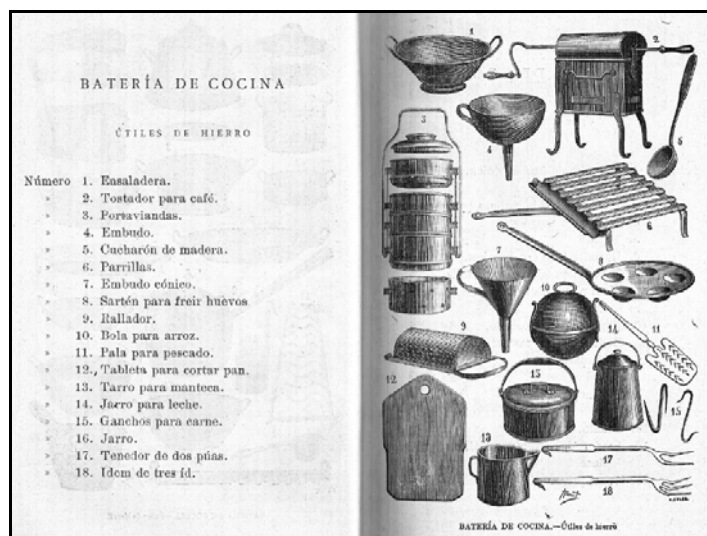 BATERÍA DE COCINA
ÚTILES DE HIERRO
Número 1. Ensaladera.
» 2. Tostador para café.
» 3. Portaviandas.
» 4. Embudo.
» 5. Cucharón de madera.
» 6. Parrillas.
» 7. Embudo cónico.
» 8. Sartén para freir huevos
» 9. Rallador.
» 10. Bola para arroz.
» 11. Pala para pescado.
» 12., Tableta para cortar pan.
» 13. Tarro para manteca.
» 14. Jarro para leche.
» 15. Ganchos para carne.
» 16. Jarro.
» 17. Tenedor de dos púas.
» 18. Idem de tres íd.
1
2
3
4
5
6
7
8
9
10
14
11
12
15
15
13
17
18
BATERÍA DE COCINA.—Útiles de hierro